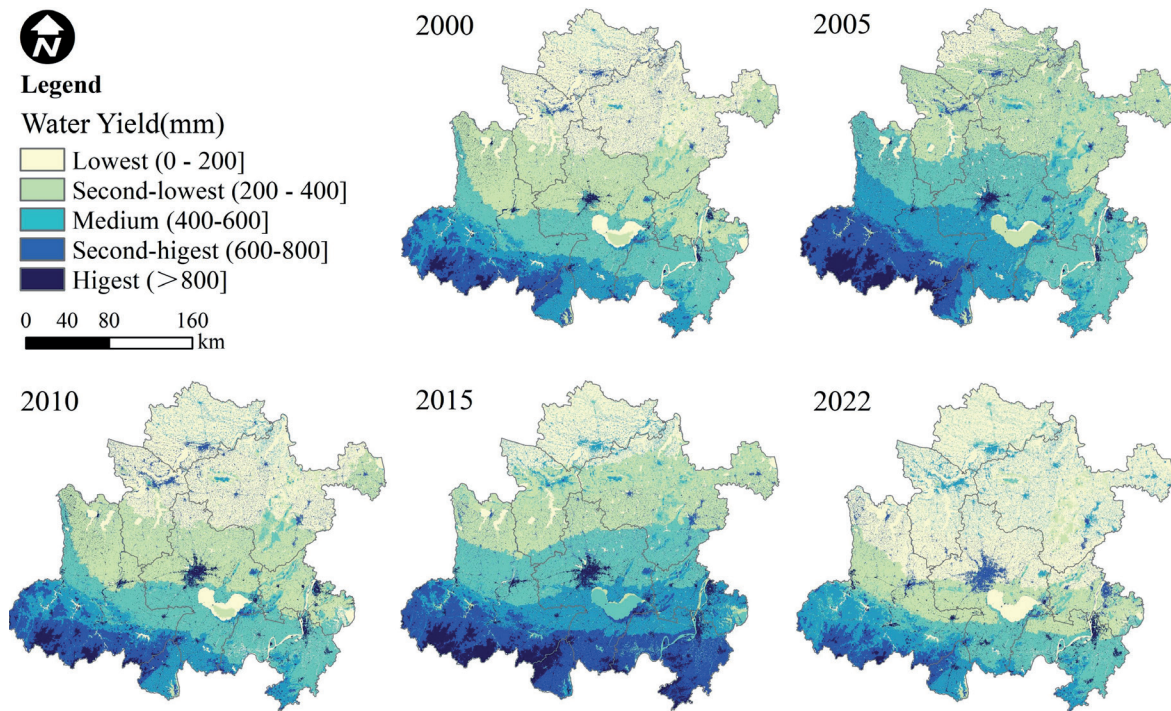 N
Legend
Water Yield(mm)
Lowest (0 - 200]
Second-lowest (200 - 400]
Medium (400-600]
Second-higest (600-800]
Higest (＞800]
0 40 80 160
km
2000
2005
2010
2015
2022